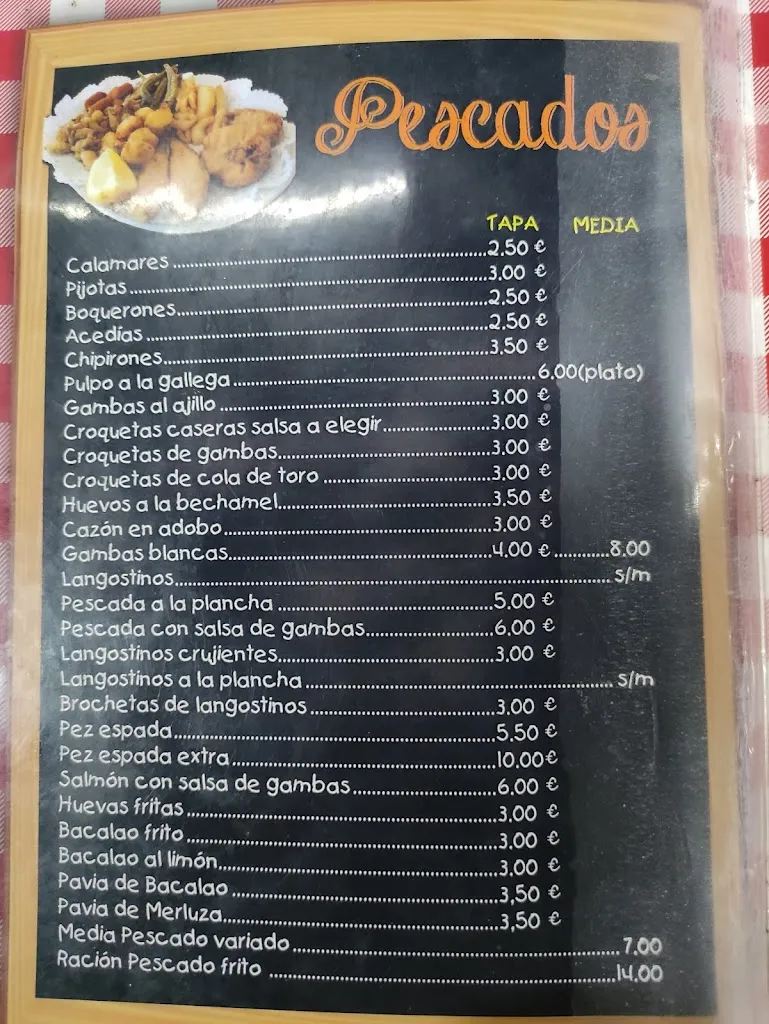 Pescados
TAPA MEDIA
Calamares 2.50 €
Pijotas 3.00 €
Boquerones 2.50 €
Acedías 2.50 €
Chipirones 3.50 €
Pulpo a la gallega 6.00(plato)
Gambas al ajillo 3.00 €
Croquetas caseras salsa a elegir 3.00 €
Croquetas de gambas 3.00 €
Croquetas de cola de toro 3.00 €
Huevos a la bechamel 3.50 €
Cazón en adobo 3.00 €
Gambas blancas 4.00 € 8.00
Langostinos s/m
Pescada a la plancha 5.00 €
Pescada con salsa de gambas 6.00 €
Langostinos crujientes 3.00 €
Langostinos a la plancha s/m
Brochetas de langostinos 3.00 €
Pez espada 5.50 €
Pez espada extra 10.00€
Salmón con salsa de gambas 6.00 €
Huevas fritas 3.00 €
Bacalao frito 3.00 €
Bacalao al limón 3.00 €
Pavia de Bacalao 3,50 €
Pavia de Merluza 3,50 €
Media Pescado variado 7.00
Ración Pescado frito 14.00